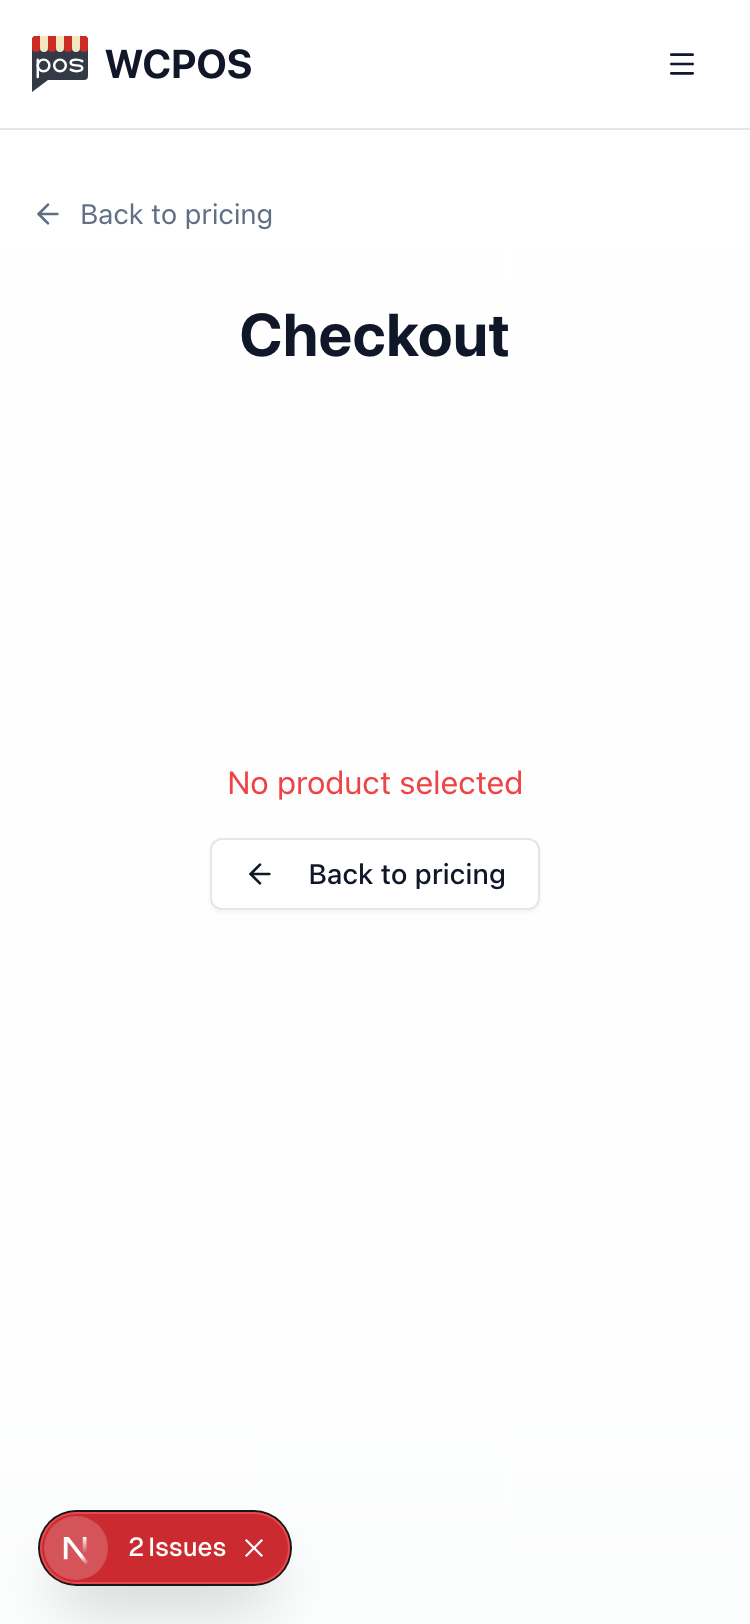 pos WCPOS
Back to pricing
Checkout
No product selected
Back to pricing
N 2 Issues